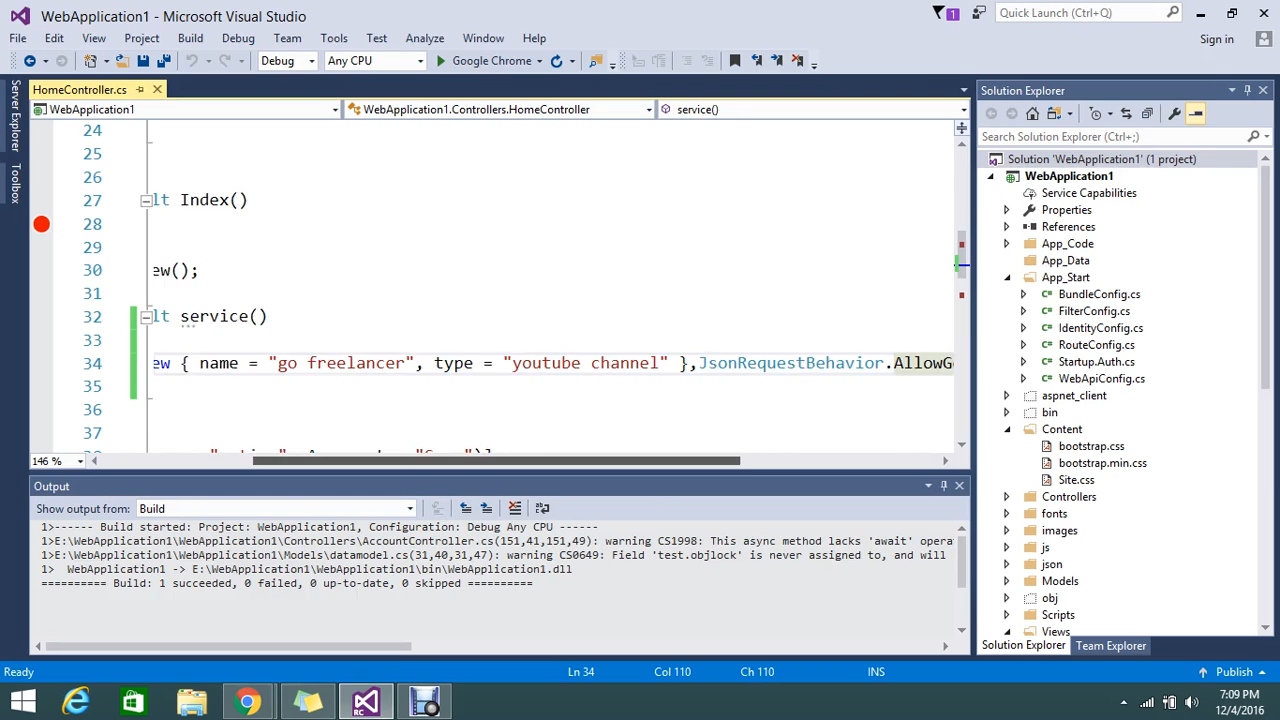 WebApplication1 - Microsoft Visual Studio
1
Quick Launch (Ctrl+Q)
File Edit View Project Build Debug Team Tools Test Analyze Window Help
Sign in
Debug Any CPU Google Chrome
Server Explorer
Toolbox
HomeController.cs
WebApplication1 WebApplication1.Controllers.HomeController service()
24
25
26
27 lt Index()
28
29
30 ew();
31
32 lt service()
33
34 ew { name = "go freelancer", type = "youtube channel" },JsonRequestBehavior.AllowG
35
36
37
146 %
Output
Show output from: Build
1>------ Build started: Project: WebApplication1, Configuration: Debug Any CPU ------
1>E:\WebApplication1\WebApplication1\Controllers\AccountController.cs(151,41,151,49): warning CS1998: This async method lacks 'await' opera
1>E:\WebApplication1\WebApplication1\Models\datamodel.cs(31,40,31,47): warning CS0649: Field 'test.objlock' is never assigned to, and will
1>  WebApplication1 -> E:\WebApplication1\WebApplication1\bin\WebApplication1.dll
========== Build: 1 succeeded, 0 failed, 0 up-to-date, 0 skipped ==========
Solution Explorer
Search Solution Explorer (Ctrl+;)
Solution 'WebApplication1' (1 project)
WebApplication1
Service Capabilities
Properties
References
App_Code
App_Data
App_Start
BundleConfig.cs
FilterConfig.cs
IdentityConfig.cs
RouteConfig.cs
Startup.Auth.cs
WebApiConfig.cs
aspnet_client
bin
Content
bootstrap.css
bootstrap.min.css
Site.css
Controllers
fonts
images
js
json
Models
obj
Scripts
Views
Solution Explorer Team Explorer
Ready Ln 34 Col 110 Ch 110 INS Publish
RC
7:09 PM
12/4/2016